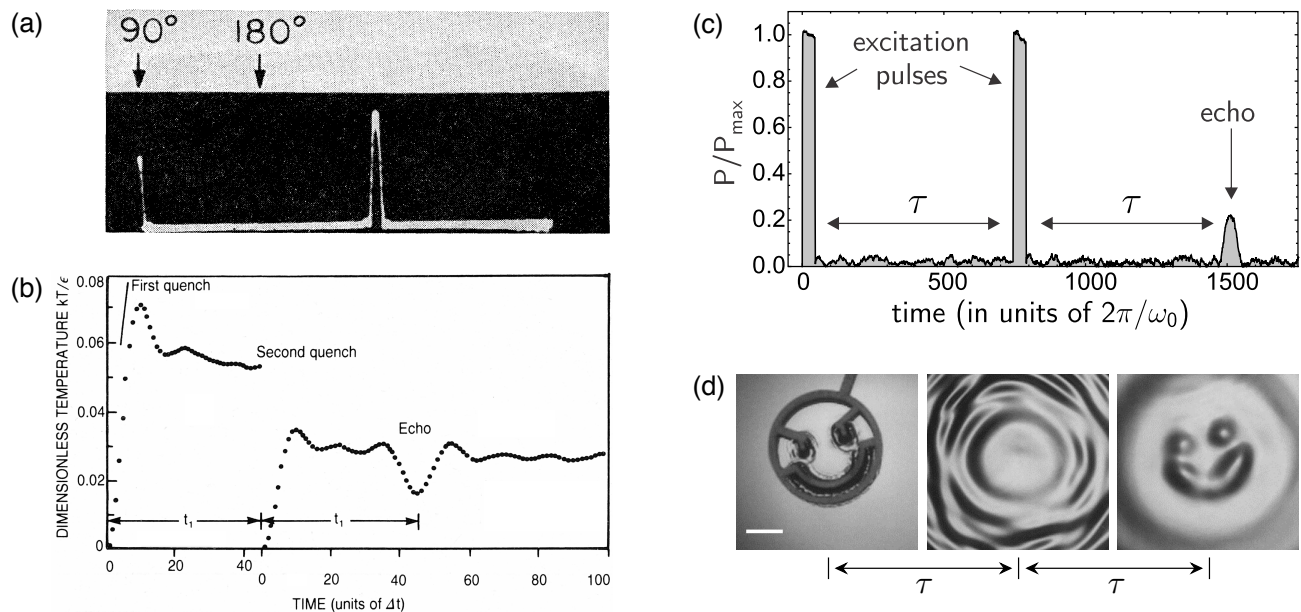 (a)
90° 180°
(b)
DIMENSIONLESS TEMPERATURE kT/ϵ
0.08
0.06
0.04
0.02
0
First quench
Second quench
Echo
t₁ t₁
0 20 40 0 20 40 60 80 100
TIME (units of Δt)
(c)
P/Pmax
1.0
0.8
0.6
0.4
0.2
0.0
excitation
pulses
echo
τ τ
0 500 1000 1500
time (in units of 2π/ω₀)
(d)
τ τ